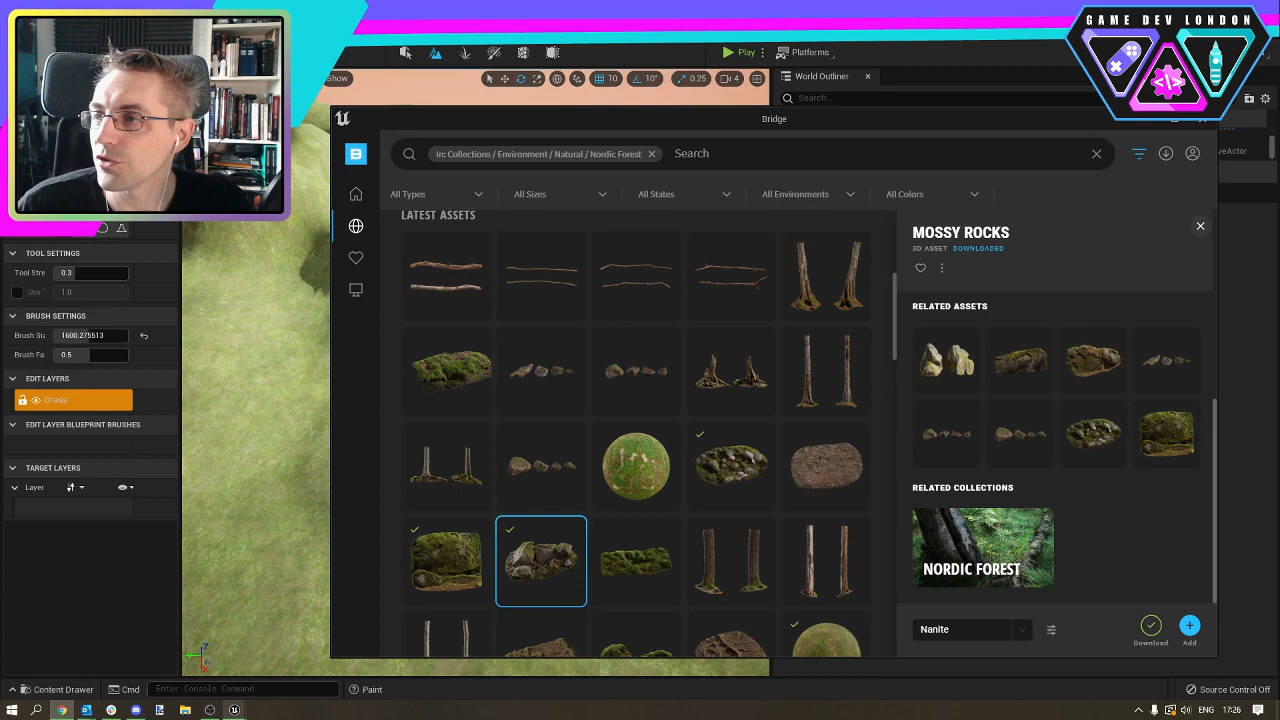 GAME DEV LONDON
Show
10
10°
0.25
4
Play
Platforms
World Outliner
Search...
Bridge
In: Collections / Environment / Natural / Nordic Forest
Search
All Types
All Sizes
All States
All Environments
All Colors
LATEST ASSETS
MOSSY ROCKS
3D ASSET DOWNLOADED
RELATED ASSETS
RELATED COLLECTIONS
NORDIC FOREST
Nanite
Download
Add
TOOL SETTINGS
Tool Stre
0.3
Use
1.0
BRUSH SETTINGS
Brush Siz
1600.275513
Brush Fa
0.5
EDIT LAYERS
Grass
EDIT LAYER BLUEPRINT BRUSHES
TARGET LAYERS
Layer
Content Drawer
Cmd
Enter Console Command
Paint
Source Control Off
ENG
17:26